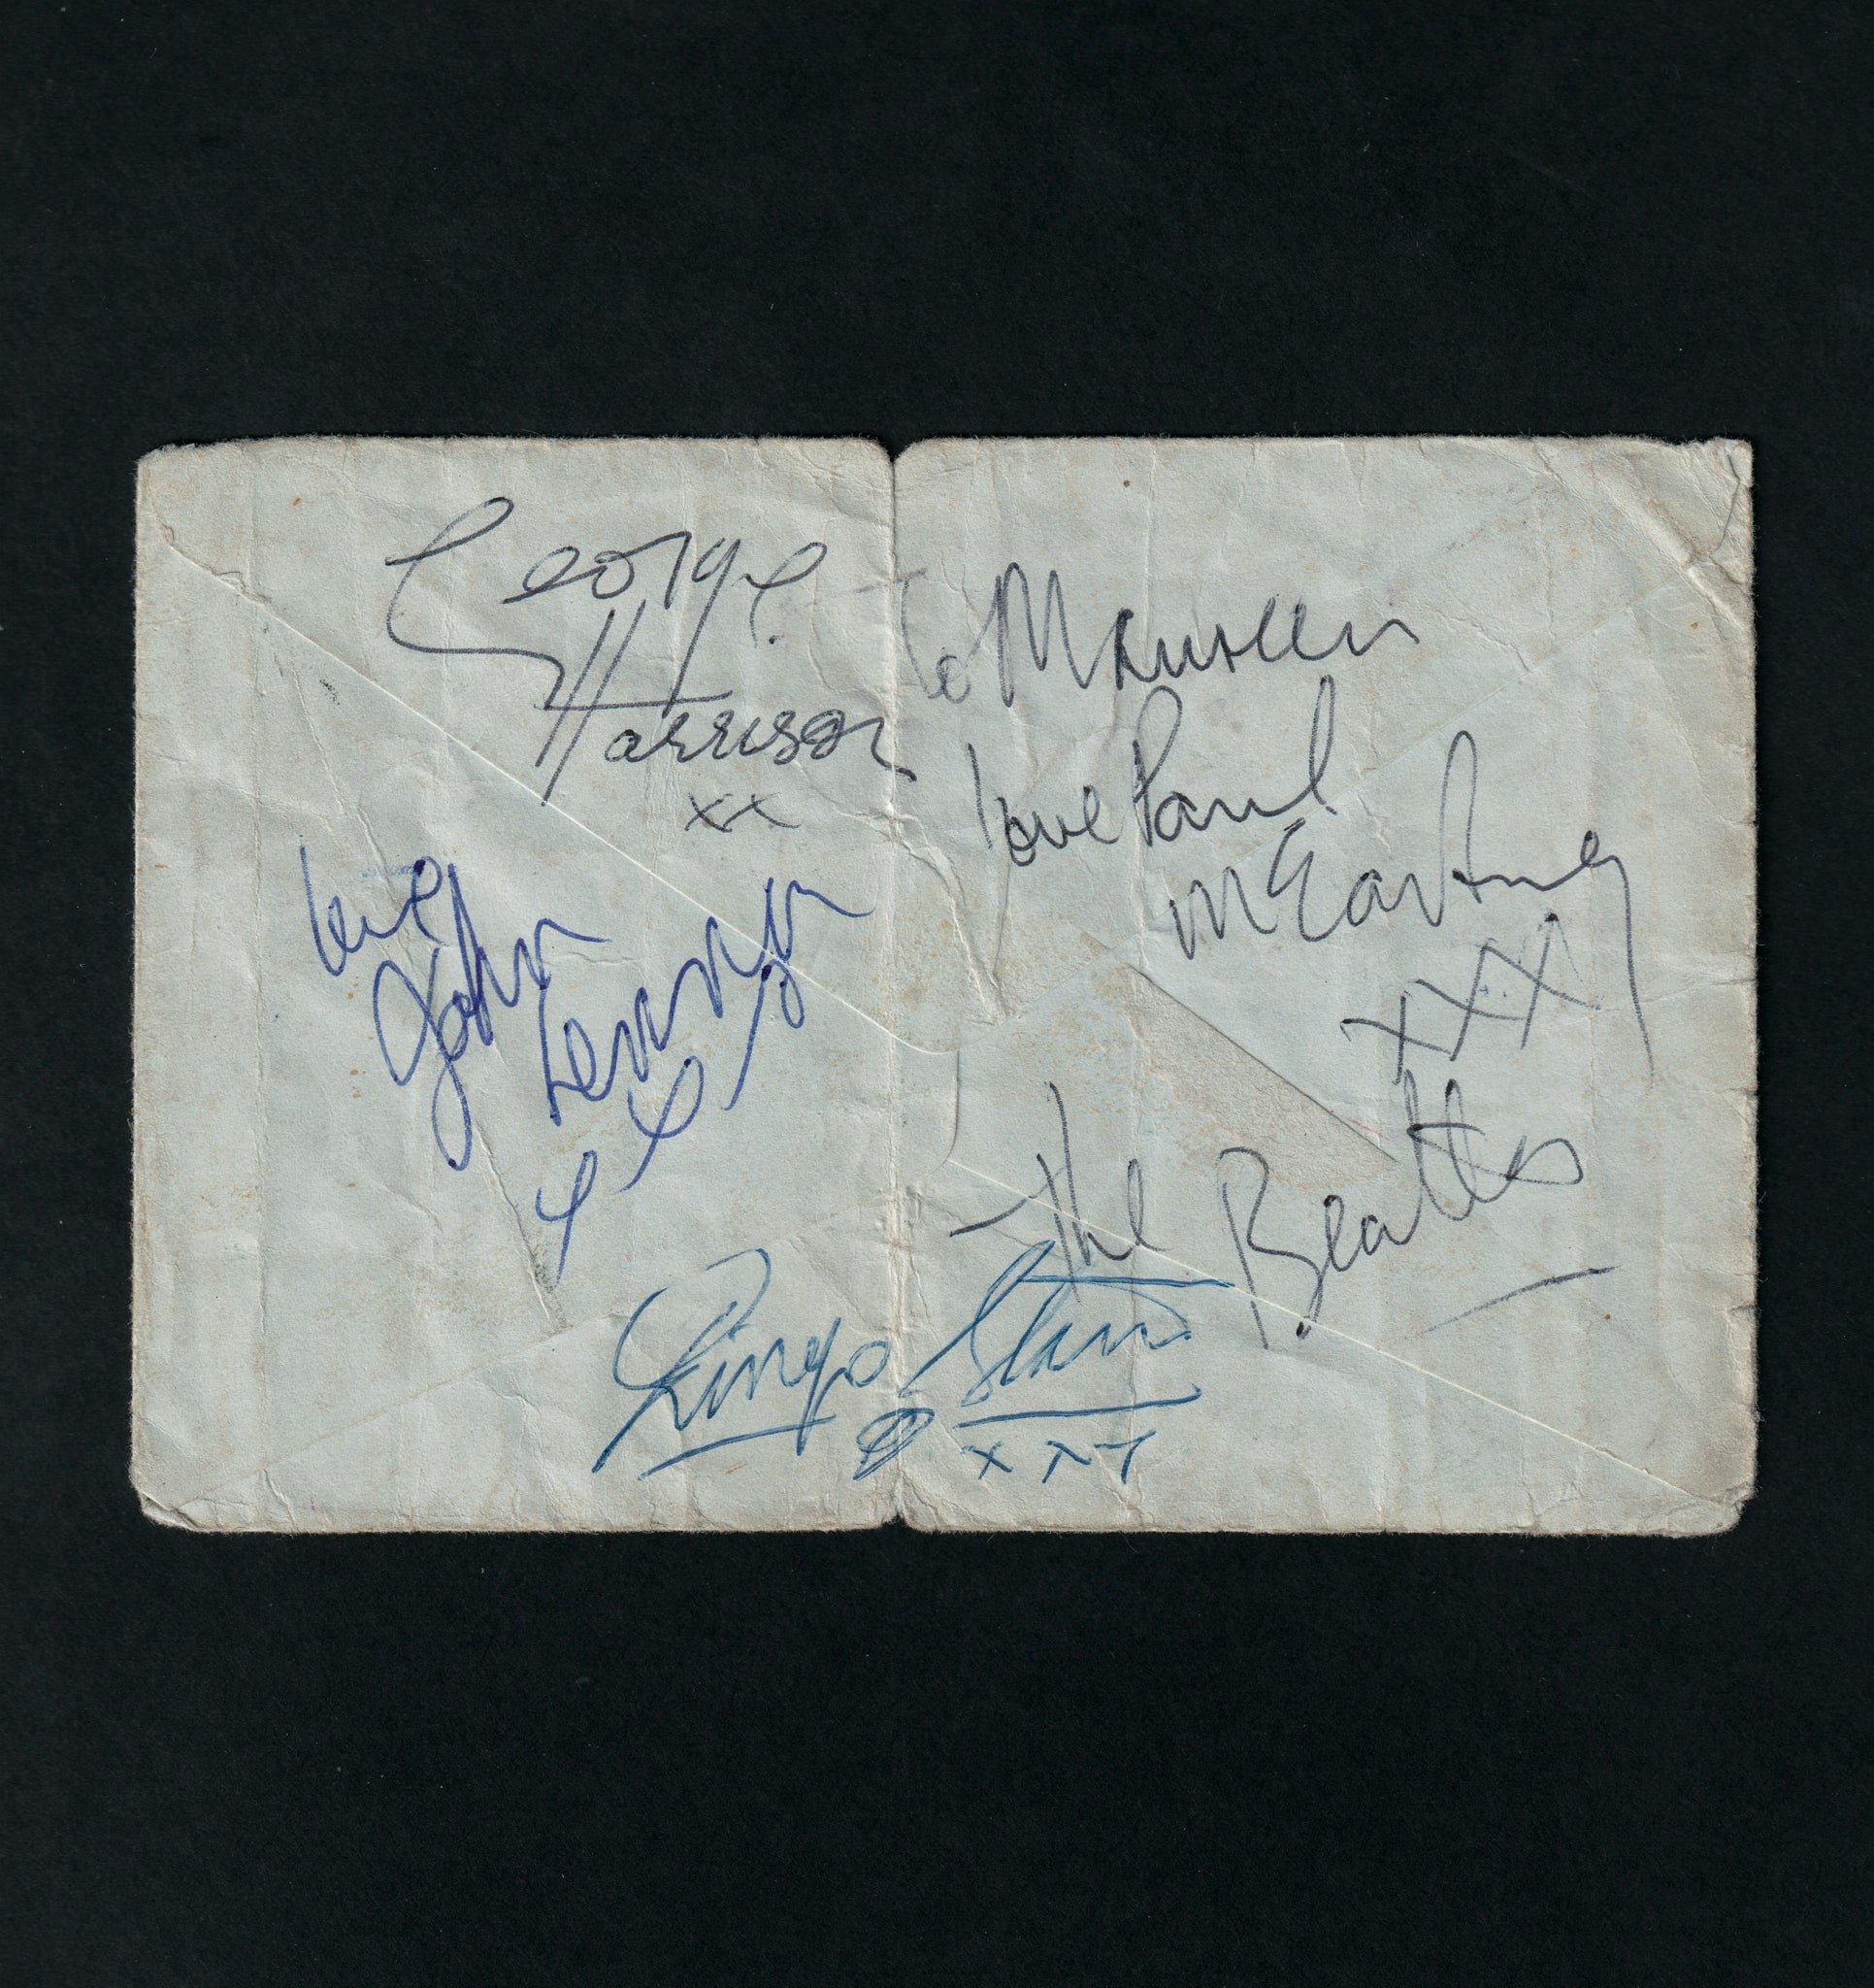 George
Harrison
xx
To Maureen
love Paul
McCartney
xxx
The Beatles
love
John
Lennon
xx
Ringo Starr
xxx